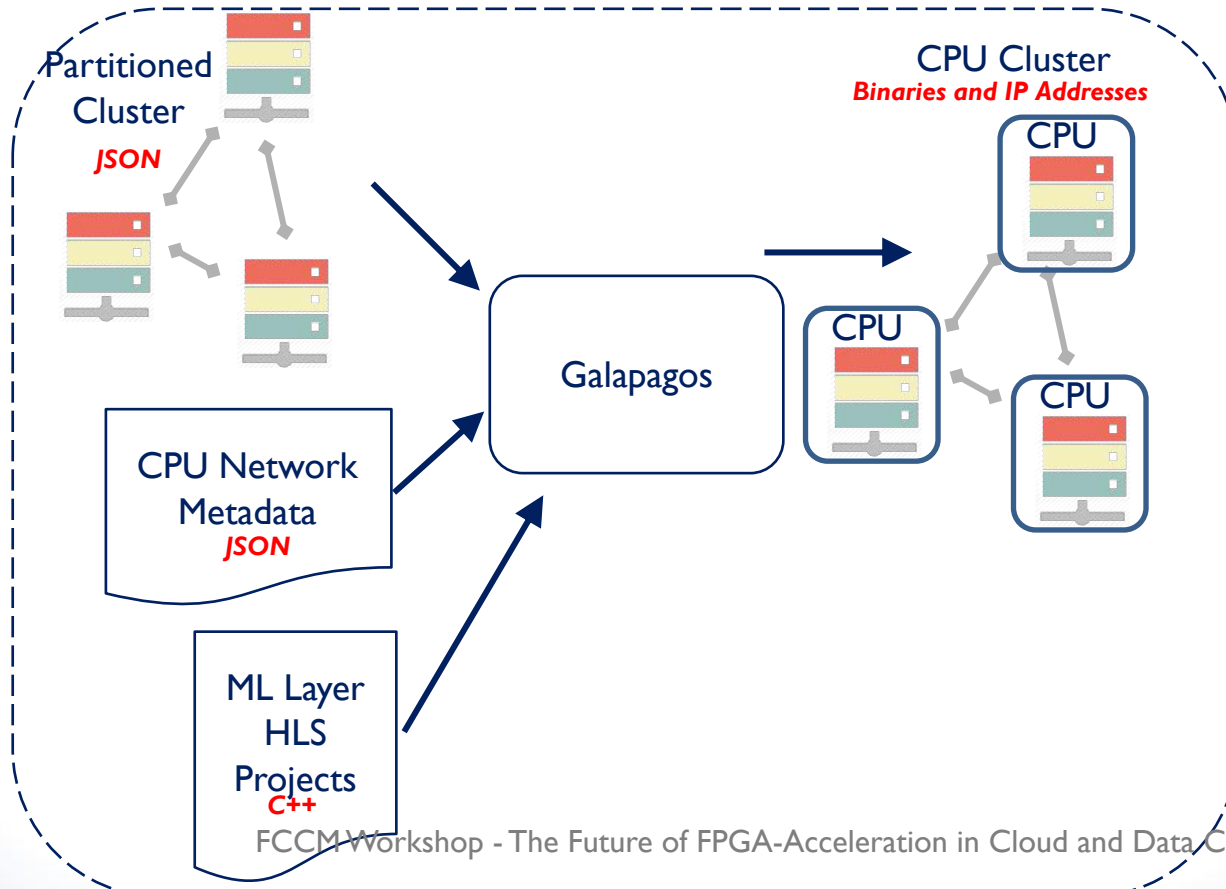 Partitioned
Cluster
JSON
CPU Cluster
Binaries and IP Addresses
CPU
CPU
CPU
Galapagos
CPU Network
Metadata
JSON
ML Layer
HLS
Projects
C++
FCCM Workshop - The Future of FPGA-Acceleration in Cloud and Data C